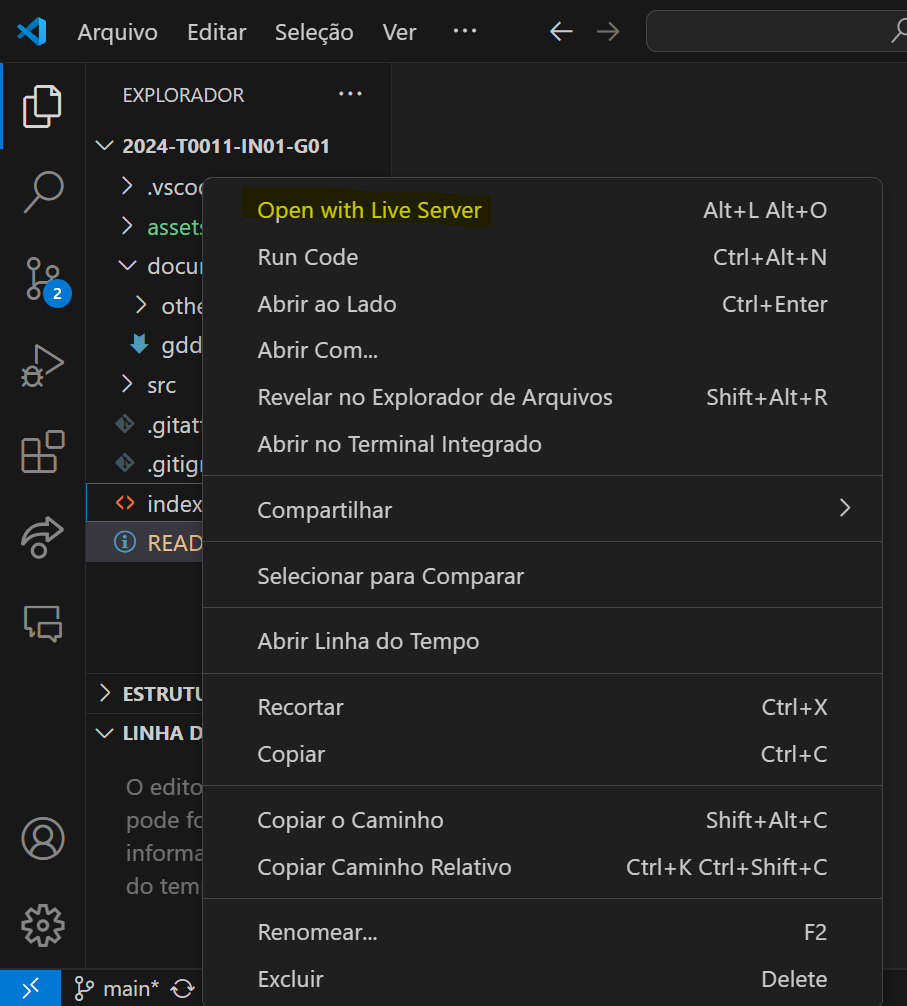 Arquivo Editar Seleção Ver ...
EXPLORADOR ...
2024-T0011-IN01-G01
.vscod
assets
docum
othe
gdd
src
.gitatt
.gitign
index
READ
ESTRUTU
LINHA D
O edito
pode fo
informa
do tem
Open with Live Server Alt+L Alt+O
Run Code Ctrl+Alt+N
Abrir ao Lado Ctrl+Enter
Abrir Com...
Revelar no Explorador de Arquivos Shift+Alt+R
Abrir no Terminal Integrado
Compartilhar
Selecionar para Comparar
Abrir Linha do Tempo
Recortar Ctrl+X
Copiar Ctrl+C
Copiar o Caminho Shift+Alt+C
Copiar Caminho Relativo Ctrl+K Ctrl+Shift+C
Renomear... F2
Excluir Delete
2
main*